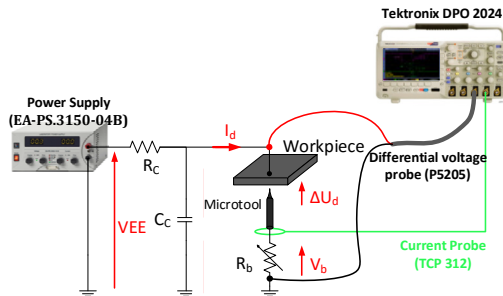 Tektronix DPO 2024
Power Supply
(EA-PS.3150-04B)
I_d
Workpiece
R_C
Differential voltage
probe (P5205)
Microtool
ΔU_d
VEE
C_C
R_b
V_b
Current Probe
(TCP 312)